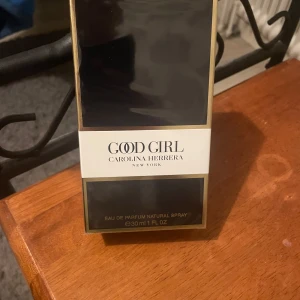 GOOD GIRL
CAROLINA HERRERA
NEW YORK
EAU DE PARFUM NATURAL SPRAY
℮30 ml 1 FL. OZ